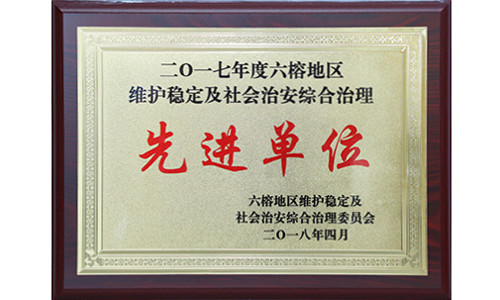 二〇一七年度六榕地区
维护稳定及社会治安综合治理
先进单位
六榕地区维护稳定及
社会治安综合治理委员会
二〇一八年四月